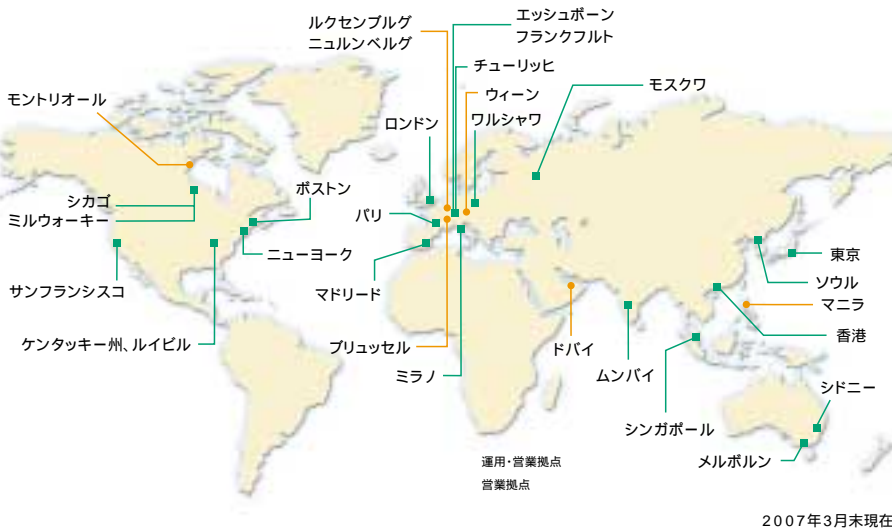 ルクセンブルグ
ニュルンベルグ
エッシュボーン
フランクフルト
チューリッヒ
ウィーン
ワルシャワ
モスクワ
モントリオール
ロンドン
シカゴ
ミルウォーキー
ボストン
パリ
ニューヨーク
サンフランシスコ
マドリード
東京
ソウル
マニラ
香港
ケンタッキー州、ルイビル
ブリュッセル
ミラノ
ドバイ
ムンバイ
シンガポール
シドニー
メルボルン
運用・営業拠点
営業拠点
2007年3月末現在